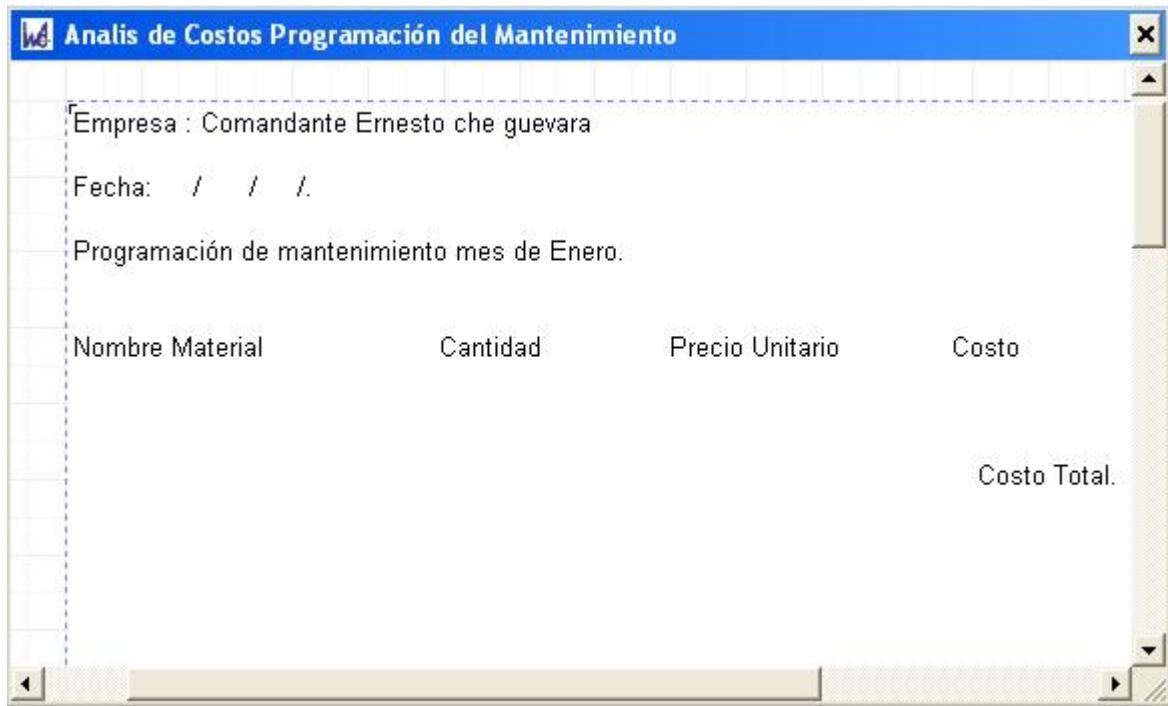 Analis de Costos Programación del Mantenimiento
Empresa : Comandante Ernesto che guevara
Fecha: / / /.
Programación de mantenimiento mes de Enero.
Nombre Material Cantidad Precio Unitario Costo
Costo Total.